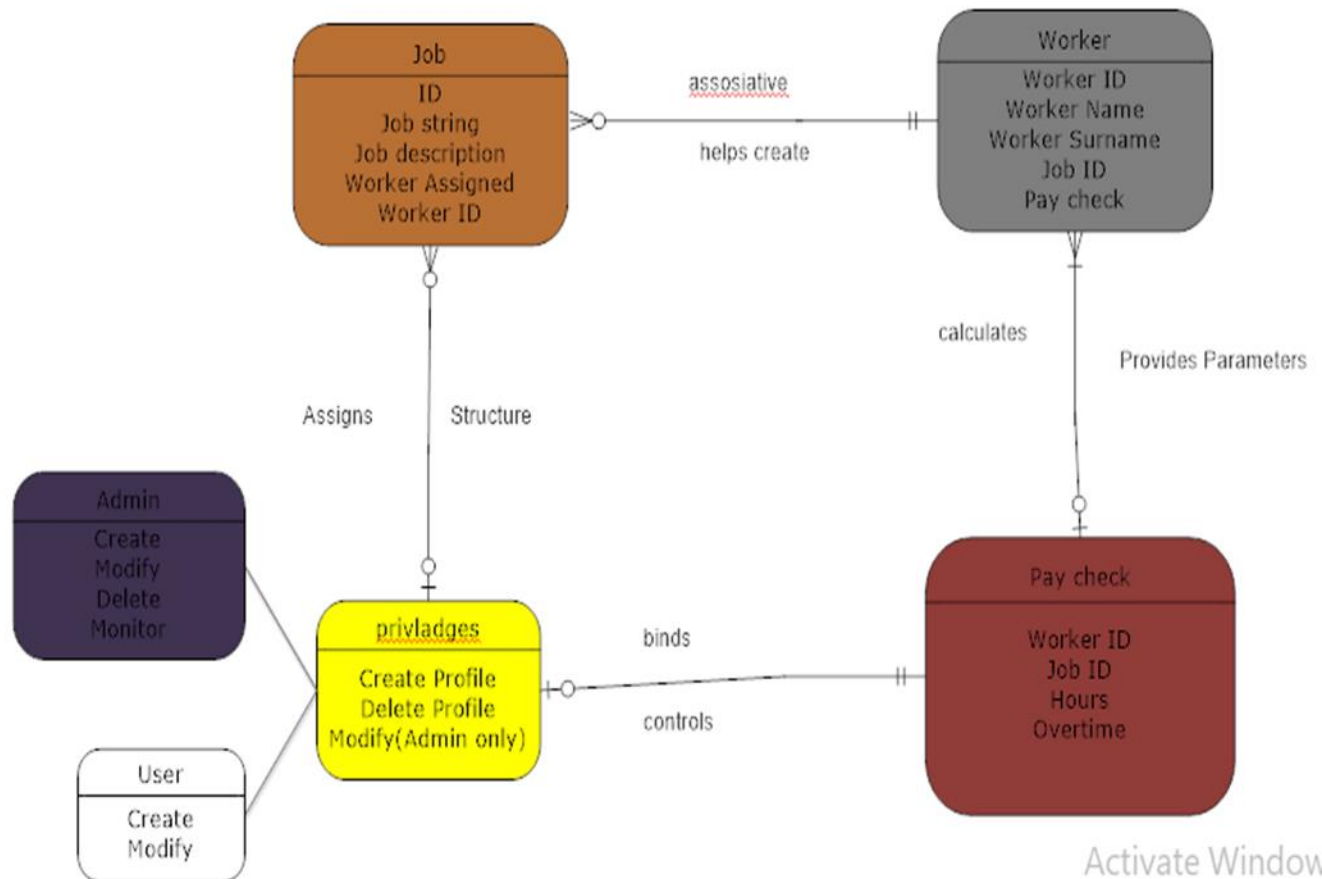 Job
ID
Job string
Job description
Worker Assigned
Worker ID
assosiative
helps create
Worker
Worker ID
Worker Name
Worker Surname
Job ID
Pay check
calculates
Provides Parameters
Assigns
Structure
Admin
Create
Modify
Delete
Monitor
privladges
Create Profile
Delete Profile
Modify(Admin only)
binds
controls
Pay check
Worker ID
Job ID
Hours
Overtime
User
Create
Modify
Activate Window